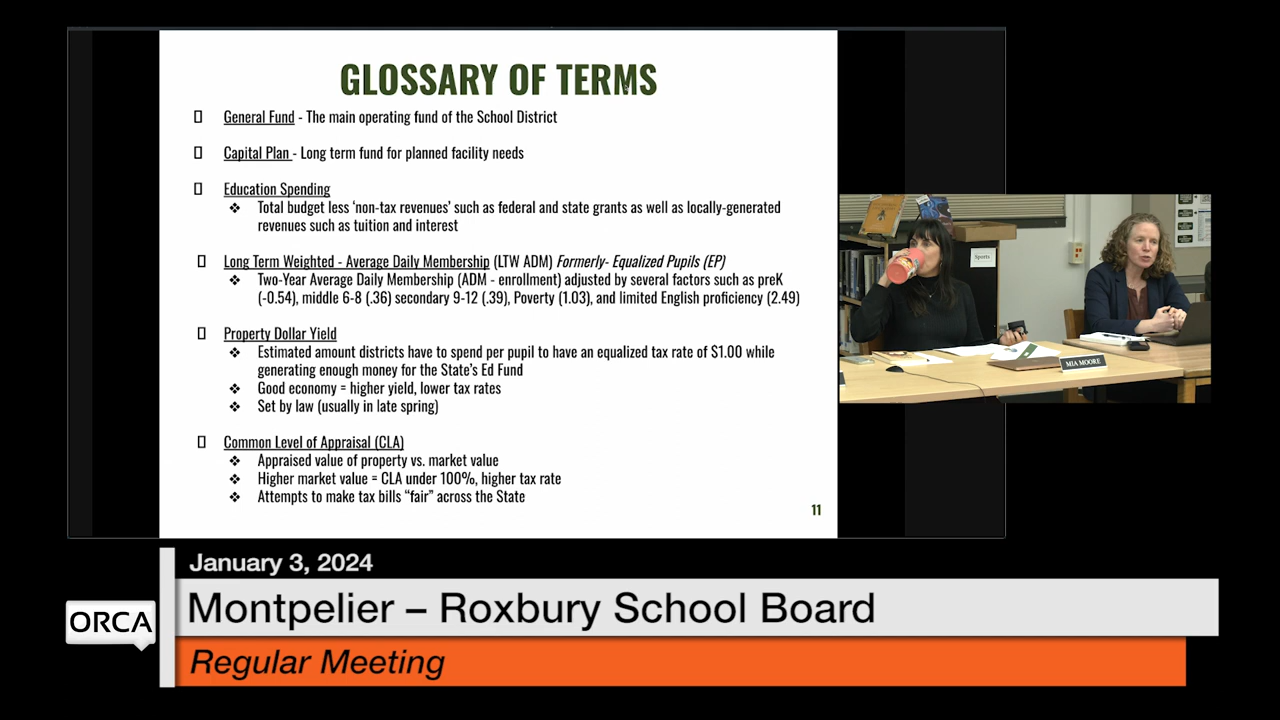 GLOSSARY OF TERMS
General Fund - The main operating fund of the School District
Capital Plan - Long term fund for planned facility needs
Education Spending
❖ Total budget less ‘non-tax revenues’ such as federal and state grants as well as locally-generated
revenues such as tuition and interest
Long Term Weighted - Average Daily Membership (LTW ADM) Formerly- Equalized Pupils (EP)
❖ Two-Year Average Daily Membership (ADM - enrollment) adjusted by several factors such as preK
(-0.54), middle 6-8 (.36) secondary 9-12 (.39), Poverty (1.03), and limited English proficiency (2.49)
Property Dollar Yield
❖ Estimated amount districts have to spend per pupil to have an equalized tax rate of $1.00 while
generating enough money for the State’s Ed Fund
❖ Good economy = higher yield, lower tax rates
❖ Set by law (usually in late spring)
Common Level of Appraisal (CLA)
❖ Appraised value of property vs. market value
❖ Higher market value = CLA under 100%, higher tax rate
❖ Attempts to make tax bills “fair” across the State
11
Sports
MIA MOORE
January 3, 2024
ORCA
Montpelier – Roxbury School Board
Regular Meeting